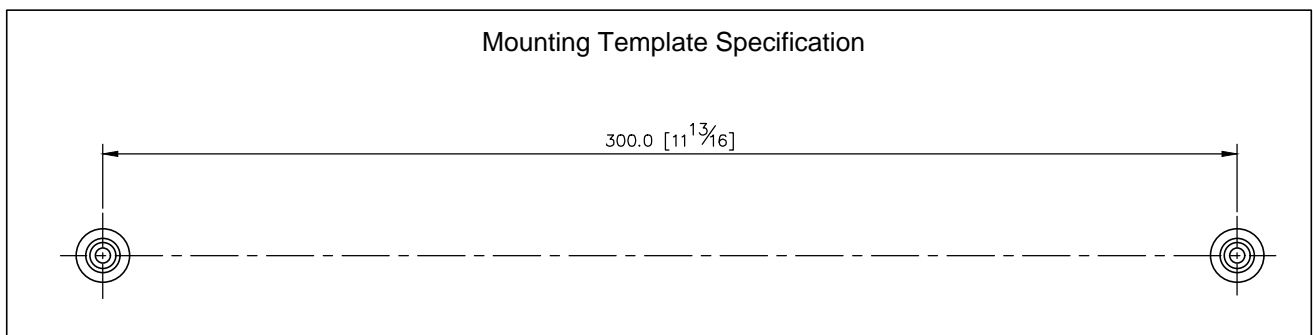 Mounting Template Specification
300.0 [11 13/16]